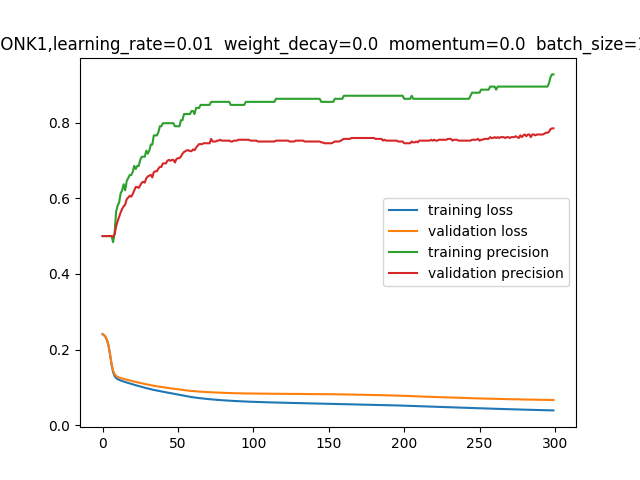 ONK1,learning_rate=0.01 weight_decay=0.0 momentum=0.0 batch_size=1
0.8
0.6
0.4
0.2
0.0
training loss
validation loss
training precision
validation precision
0 50 100 150 200 250 300